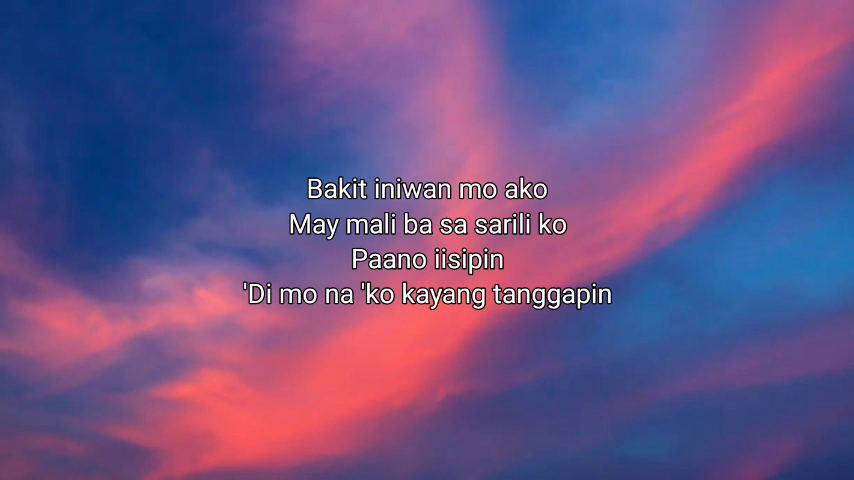 Bakit iniwan mo ako
May mali ba sa sarili ko
Paano iisipin
'Di mo na 'ko kayang tanggapin